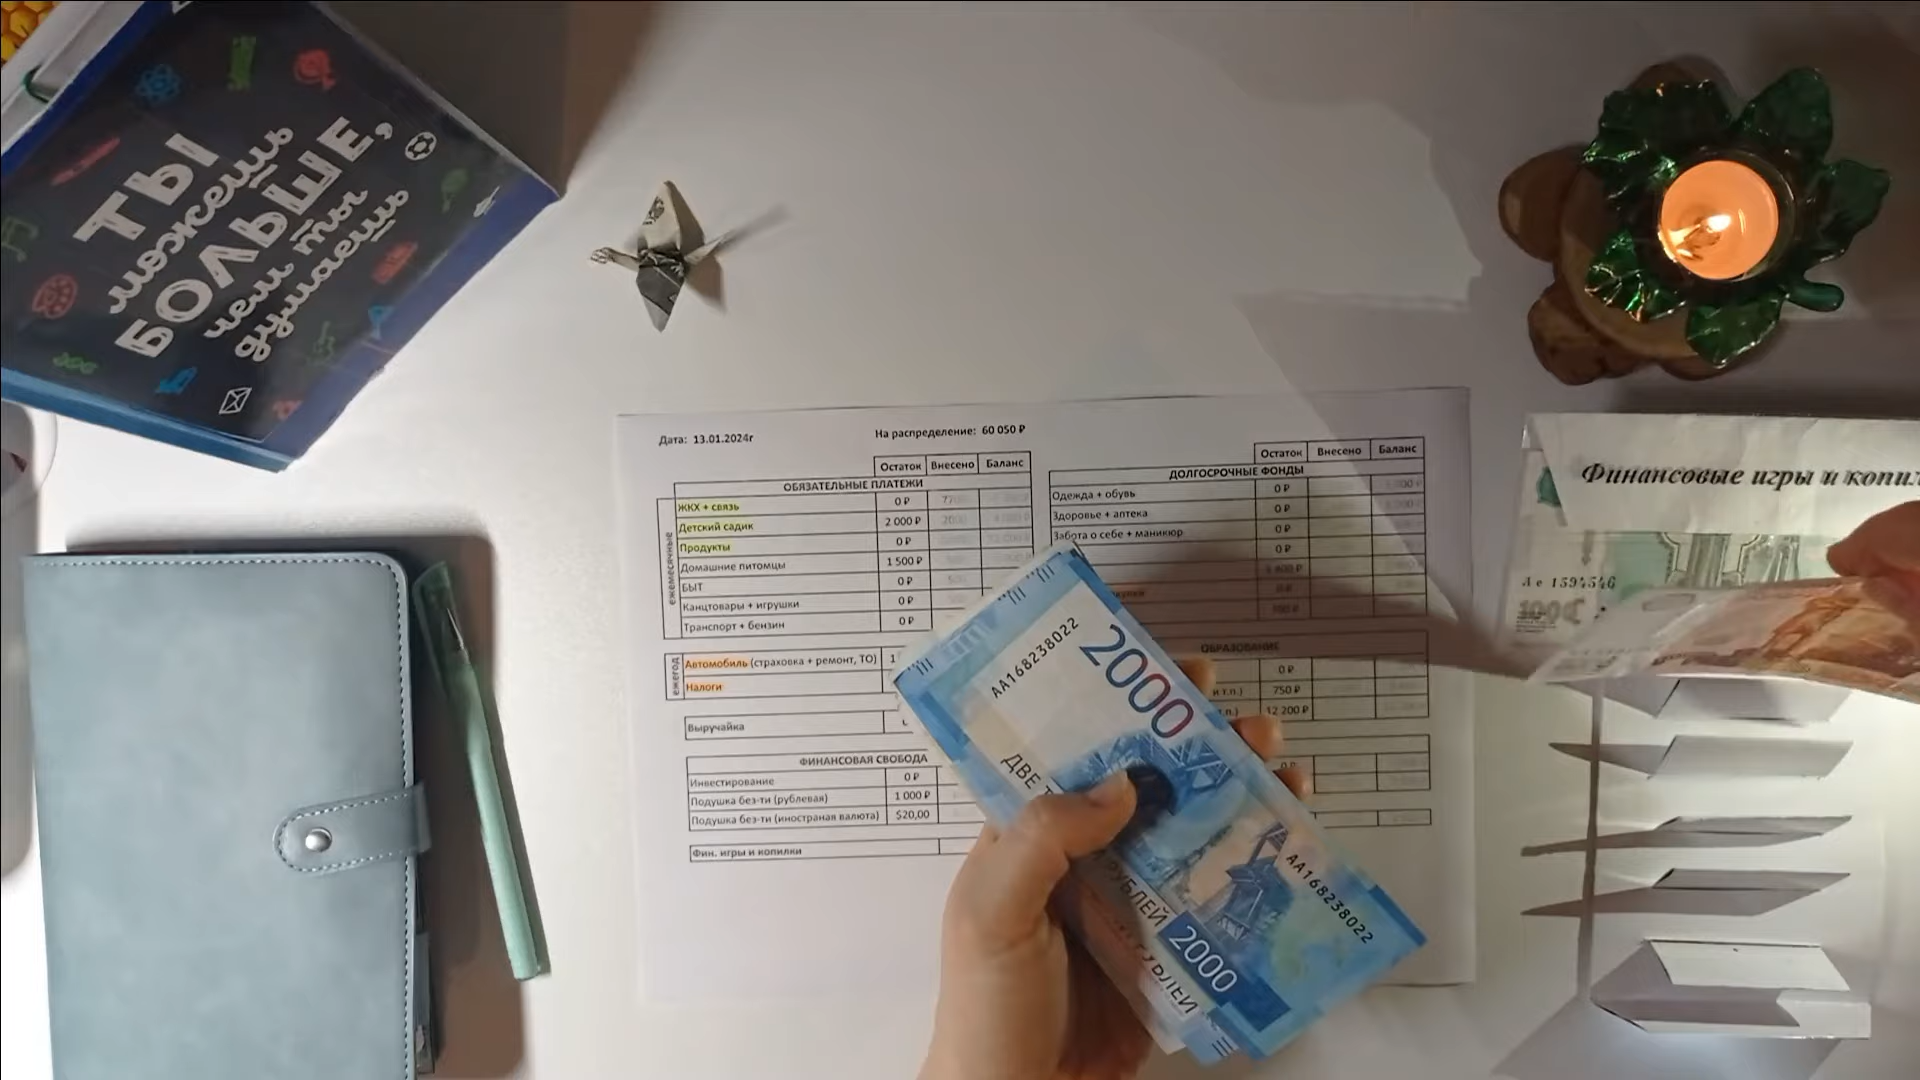 ТЫ
можешь
БОЛЬШЕ,
чем ты
думаешь
Дата: 13.01.2024г
На распределение: 60 050 ₽
Остаток Внесено Баланс
ОБЯЗАТЕЛЬНЫЕ ПЛАТЕЖИ
ежемесячные
ЖКХ + связь 0 ₽
Детский садик 2 000 ₽
Продукты 0 ₽
Домашние питомцы 1 500 ₽
БЫТ 0 ₽
Канцтовары + игрушки 0 ₽
Транспорт + бензин 0 ₽
ежегод
Автомобиль (страховка + ремонт, ТО) 1
Налоги
Выручайка
ФИНАНСОВАЯ СВОБОДА
Инвестирование 0 ₽
Подушка без-ти (рублевая) 1 000 ₽
Подушка без-ти (иностраная валюта) $20,00
Фин. игры и копилки
Остаток Внесено Баланс
ДОЛГОСРОЧНЫЕ ФОНДЫ
Одежда + обувь 0 ₽
Здоровье + аптека 0 ₽
Забота о себе + маникюр 0 ₽
0 ₽
ОБРАЗОВАНИЕ
0 ₽
и т.п.) 750 ₽
т.п.) 12 200 ₽
0 ₽
АА168238022
2000
ДВЕ Т
РУБЛЕЙ
2000
АА168238022
Финансовые игры и копил